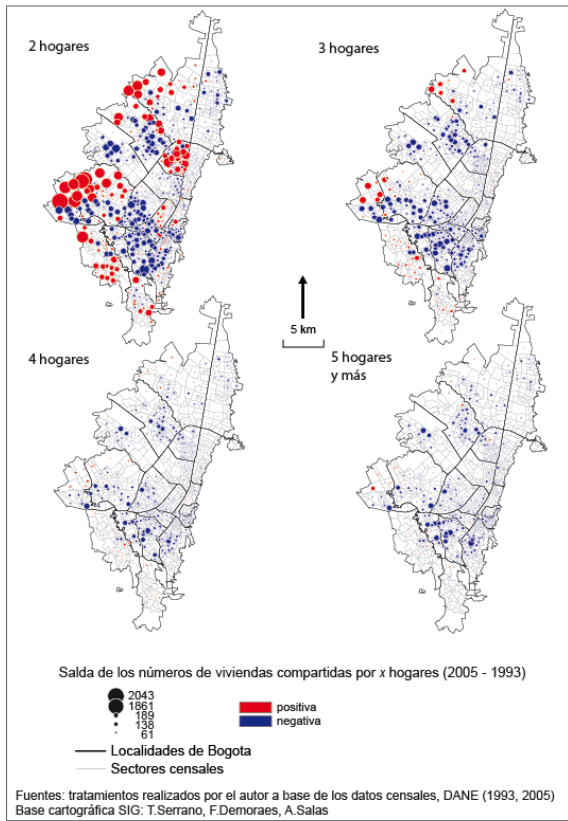 2 hogares
3 hogares
5 km
4 hogares
5 hogares
y más
Salda de los números de viviendas compartidas por x hogares (2005 - 1993)
2043
1861
189
138
61
positiva
negativa
Localidades de Bogota
Sectores censales
Fuentes: tratamientos realizados por el autor a base de los datos censales, DANE (1993, 2005)
Base cartográfica SIG: T.Serrano, F.Demoraes, A.Salas